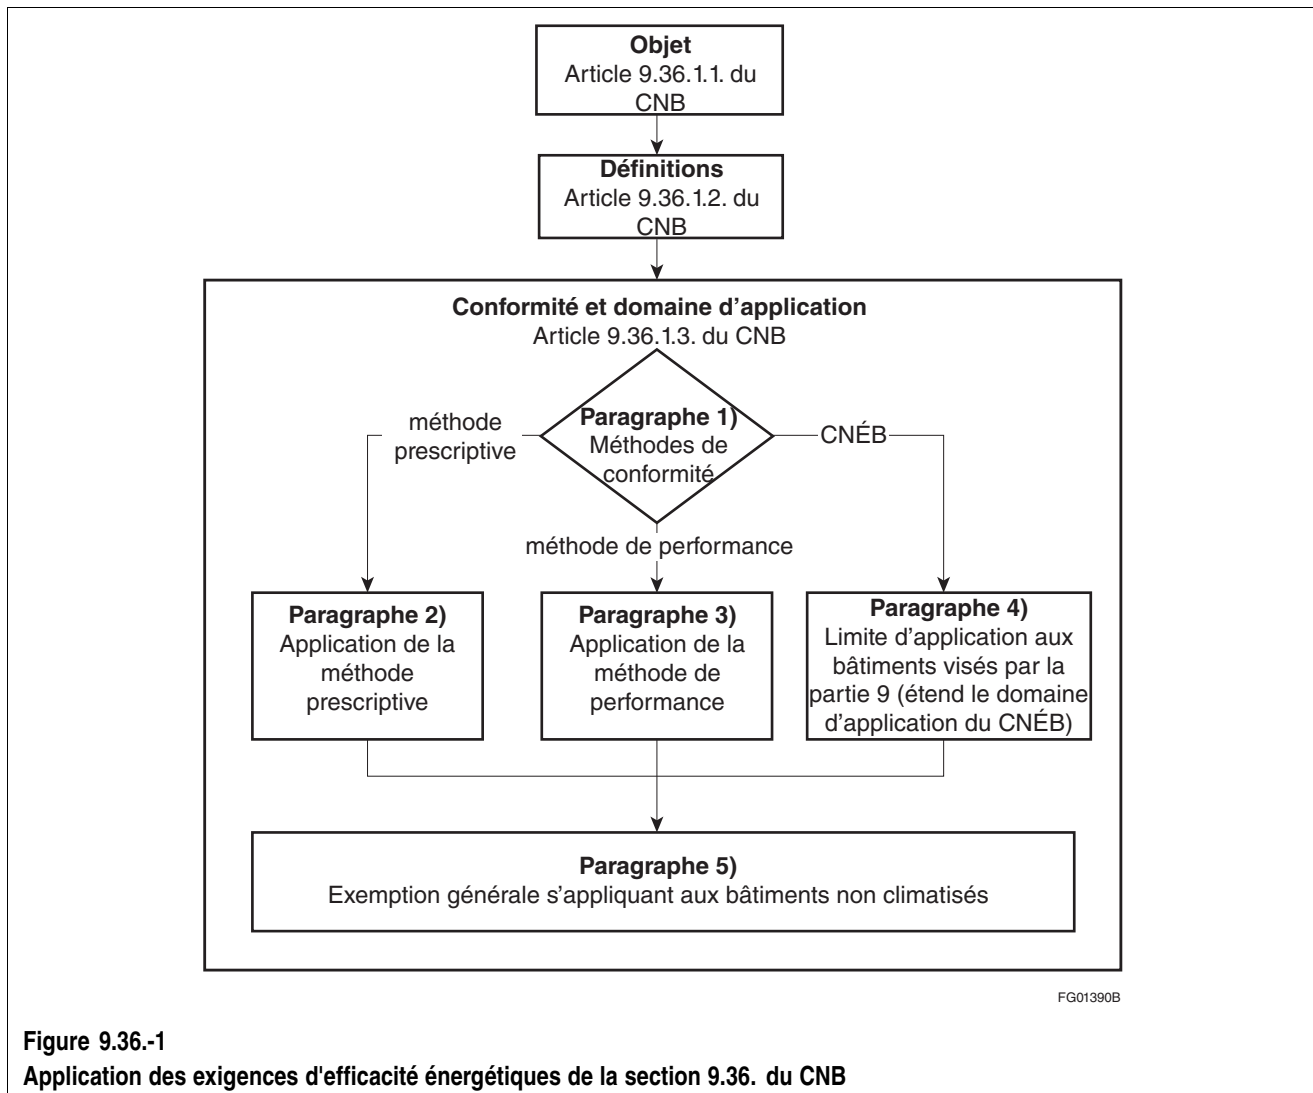 Objet
Article 9.36.1.1. du
CNB
Définitions
Article 9.36.1.2. du
CNB
Conformité et domaine d’application
Article 9.36.1.3. du CNB
Paragraphe 1)
Méthodes de
conformité
méthode
prescriptive
CNÉB
méthode de performance
Paragraphe 2)
Application de la
méthode
prescriptive
Paragraphe 3)
Application de la
méthode de
performance
Paragraphe 4)
Limite d’application aux
bâtiments visés par la
partie 9 (étend le domaine
d’application du CNÉB)
Paragraphe 5)
Exemption générale s’appliquant aux bâtiments non climatisés
FG01390B
Figure 9.36.-1
Application des exigences d'efficacité énergétiques de la section 9.36. du CNB